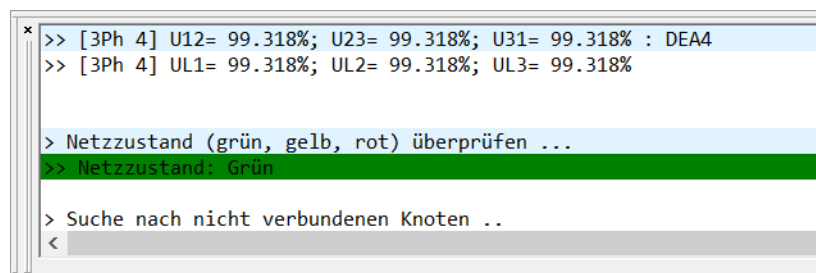 >> [3Ph 4] U12= 99.318%; U23= 99.318%; U31= 99.318% : DEA4
>> [3Ph 4] UL1= 99.318%; UL2= 99.318%; UL3= 99.318%
> Netzzustand (grün, gelb, rot) überprüfen ...
>> Netzzustand: Grün
> Suche nach nicht verbundenen Knoten ..